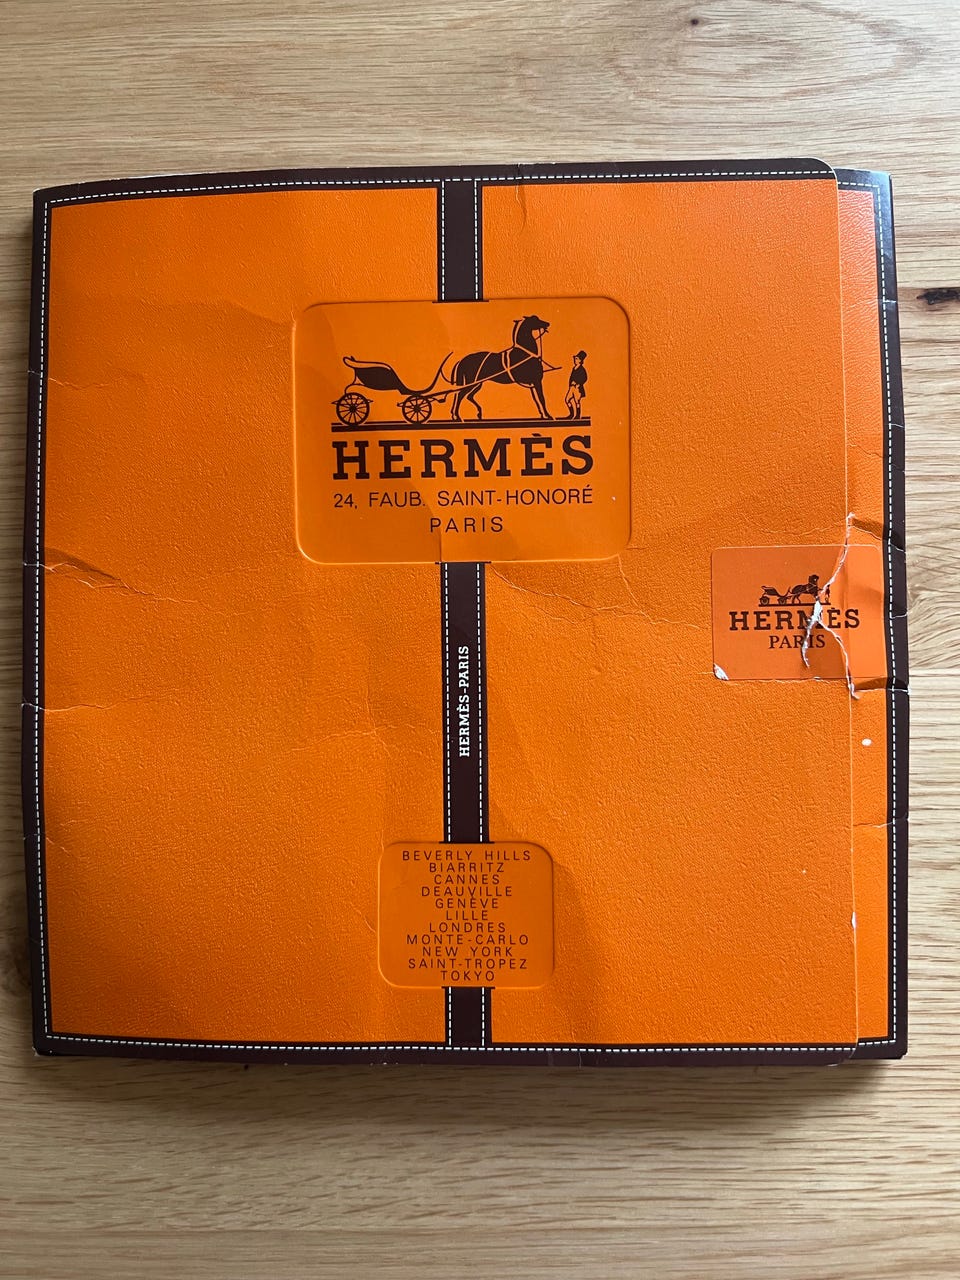 HERMÈS
24, FAUB. SAINT-HONORÉ
PARIS
HERMÈS
PARIS
HERMÈS-PARIS
BEVERLY HILLS
BIARRITZ
CANNES
DEAUVILLE
GENÈVE
LILLE
LONDRES
MONTE-CARLO
NEW YORK
SAINT-TROPEZ
TOKYO